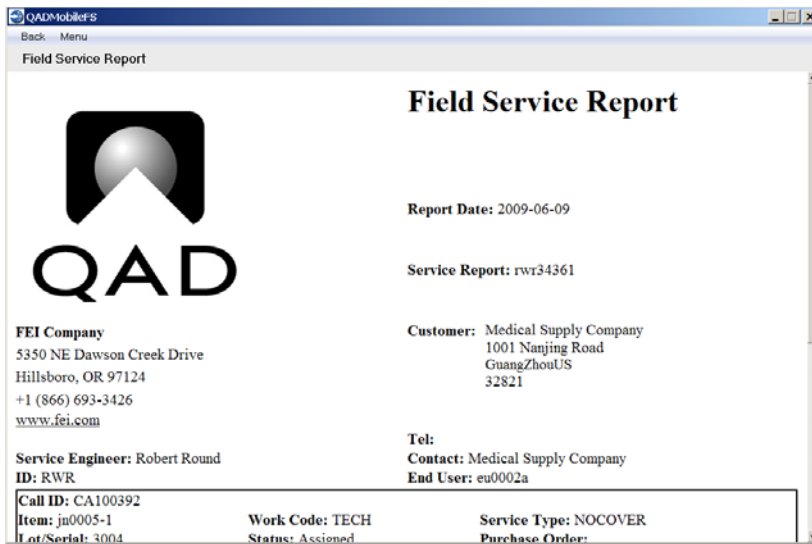 QADMobileFS
Back Menu
Field Service Report
Field Service Report
QAD
Report Date: 2009-06-09
Service Report: rwr34361
FEI Company
5350 NE Dawson Creek Drive
Hillsboro, OR 97124
+1 (866) 693-3426
www.fei.com
Customer: Medical Supply Company
1001 Nanjing Road
GuangZhouUS
32821
Service Engineer: Robert Round
ID: RWR
Tel:
Contact: Medical Supply Company
End User: eu0002a
Call ID: CA100392
Item: jn0005-1 Work Code: TECH Service Type: NOCOVER
Lot/Serial: 3004 Status: Assigned Purchase Order: